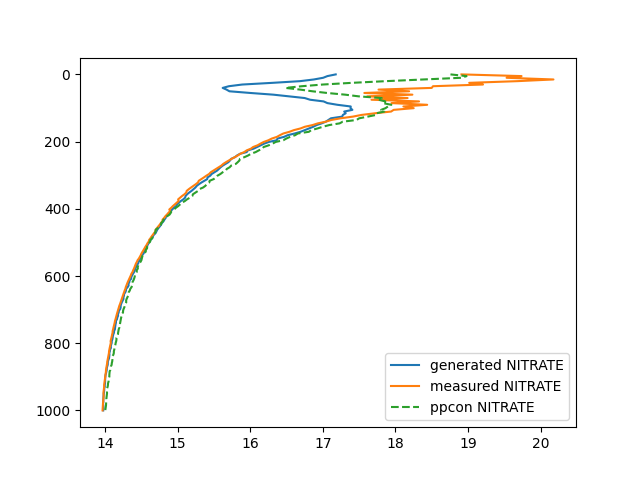 0
200
400
600
800
1000
14 15 16 17 18 19 20
generated NITRATE
measured NITRATE
ppcon NITRATE